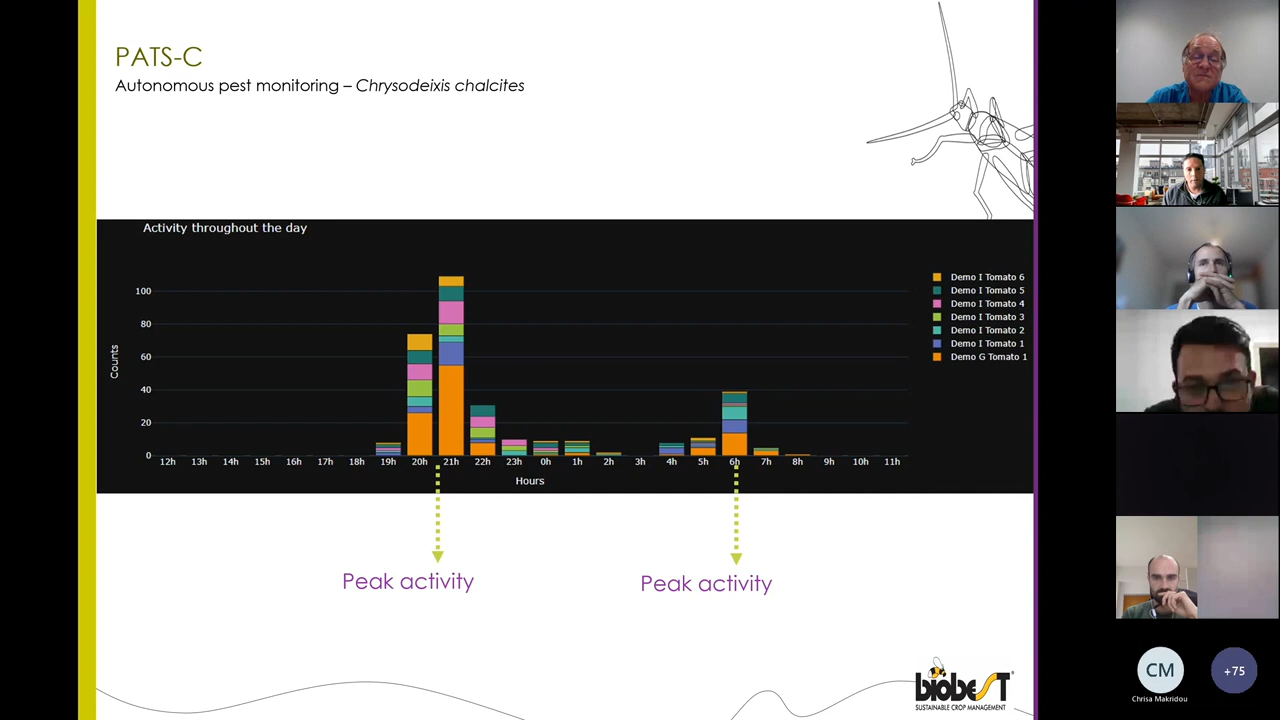 PATS-C
Autonomous pest monitoring – Chrysodeixis chalcites
Activity throughout the day
100
80
60
40
20
0
Counts
12h 13h 14h 15h 16h 17h 18h 19h 20h 21h 22h 23h 0h 1h 2h 3h 4h 5h 6h 7h 8h 9h 10h 11h
Hours
Demo I Tomato 6
Demo I Tomato 5
Demo I Tomato 4
Demo I Tomato 3
Demo I Tomato 2
Demo I Tomato 1
Demo G Tomato 1
Peak activity
Peak activity
biobest
SUSTAINABLE CROP MANAGEMENT
CM
Chrisa Makridou
+75